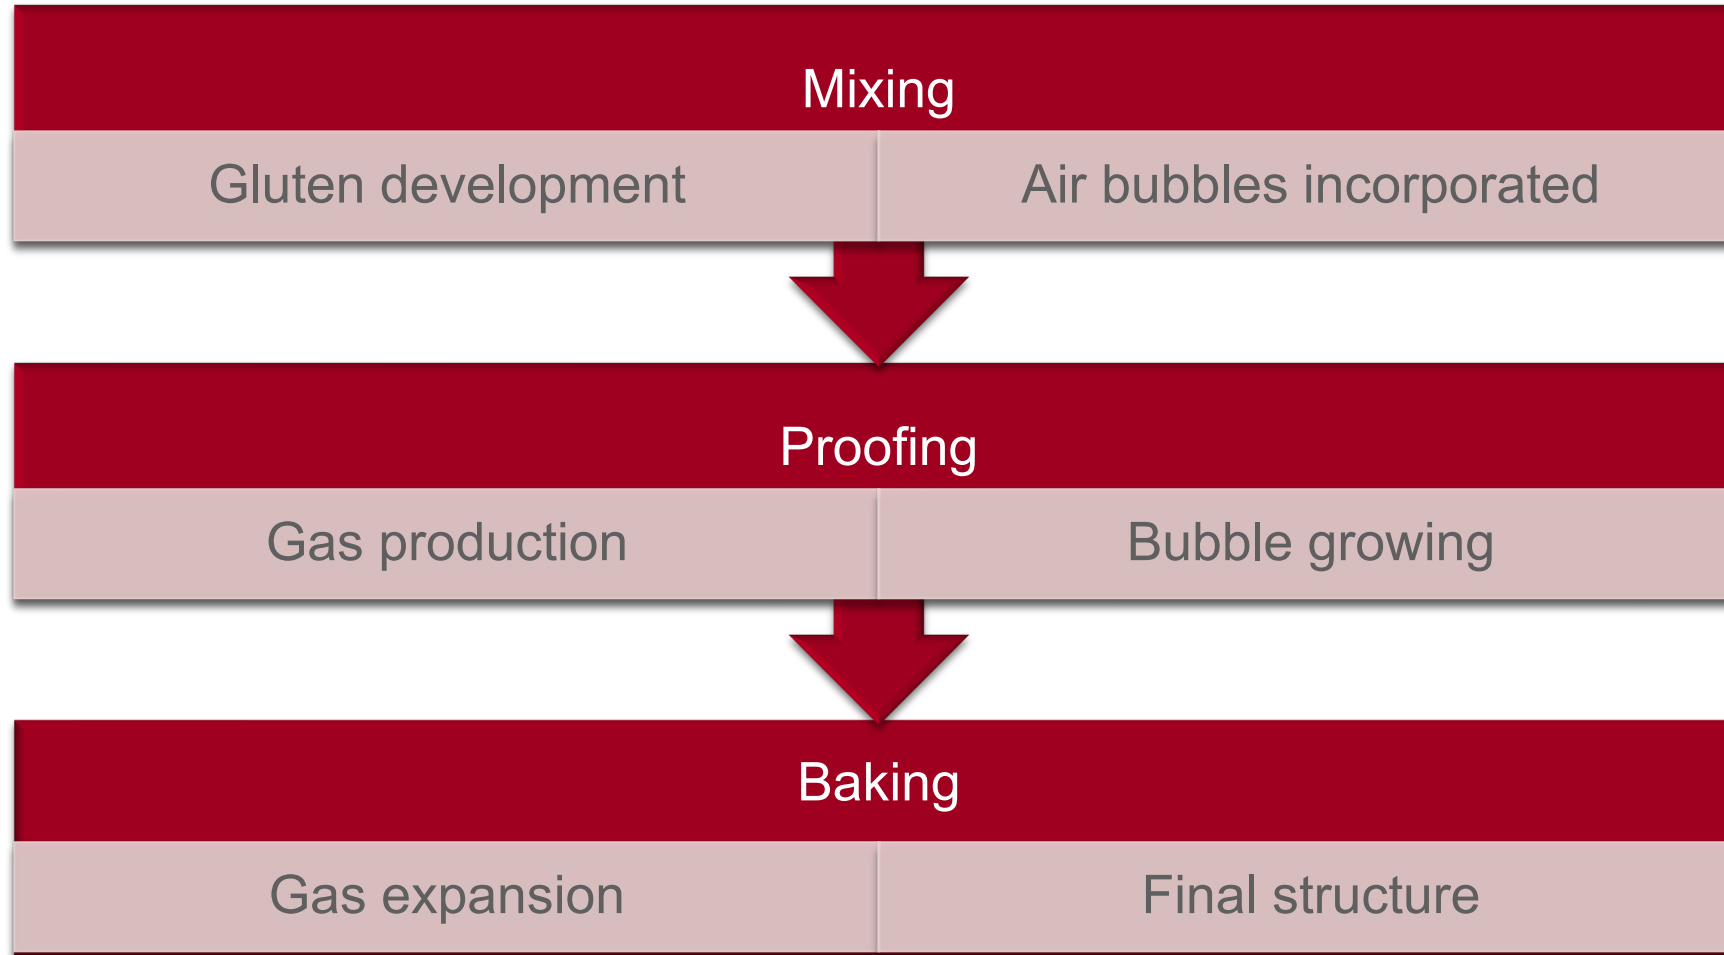 Mixing
Gluten development
Air bubbles incorporated
Proofing
Gas production
Bubble growing
Baking
Gas expansion
Final structure